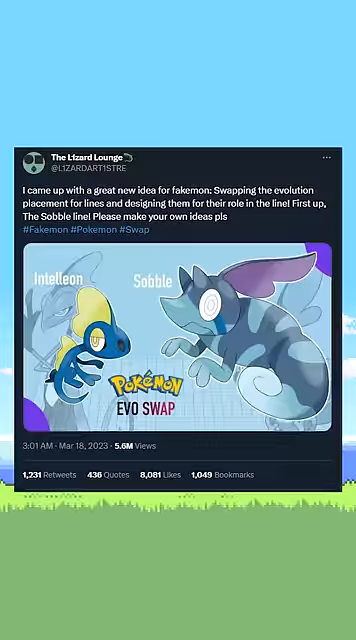 The L1zard Lounge
@L1ZARDART1STRE
I came up with a great new idea for fakemon: Swapping the evolution
placement for lines and designing them for their role in the line! First up,
The Sobble line! Please make your own ideas pls
#Fakemon #Pokemon #Swap
Intelleon
Sobble
POKéMON
EVO SWAP
3:01 AM · Mar 18, 2023 · 5.6M Views
1,231 Retweets 436 Quotes 8,081 Likes 1,049 Bookmarks